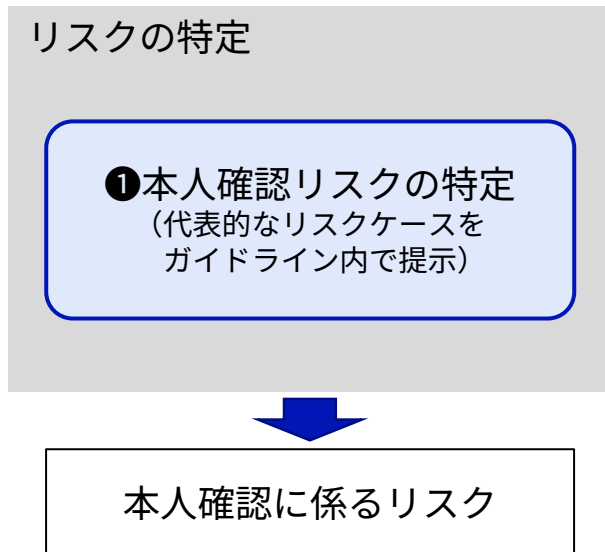 リスクの特定
❶本人確認リスクの特定
（代表的なリスクケースを
ガイドライン内で提示）
本人確認に係るリスク